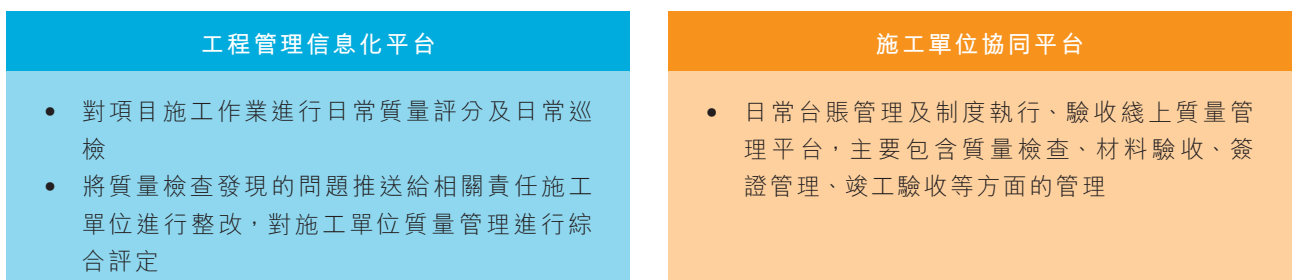 工程管理信息化平台
• 對項目施工作業進行日常質量評分及日常巡
檢
• 將質量檢查發現的問題推送給相關責任施工
單位進行整改，對施工單位質量管理進行綜
合評定
施工單位協同平台
• 日常台賬管理及制度執行、驗收綫上質量管
理平台，主要包含質量檢查、材料驗收、簽
證管理、竣工驗收等方面的管理